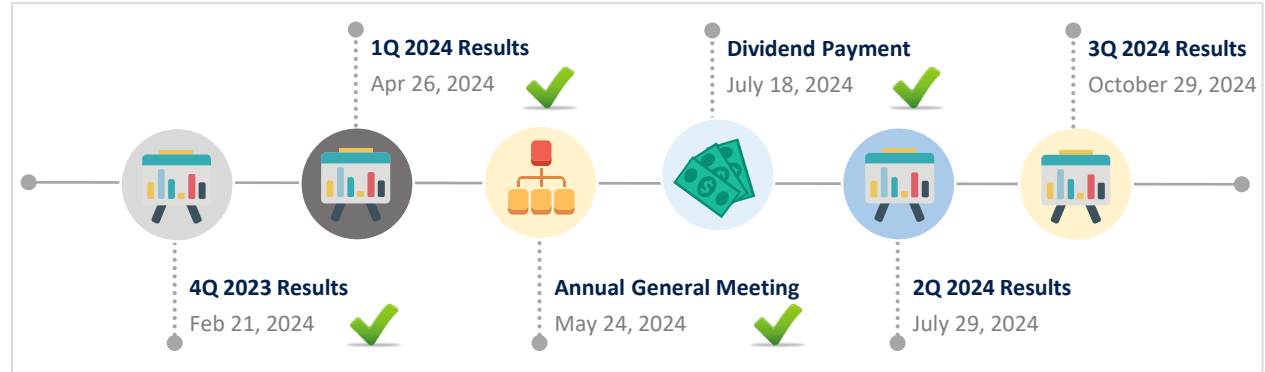 1Q 2024 Results
Apr 26, 2024
Dividend Payment
July 18, 2024
3Q 2024 Results
October 29, 2024
4Q 2023 Results
Feb 21, 2024
Annual General Meeting
May 24, 2024
2Q 2024 Results
July 29, 2024